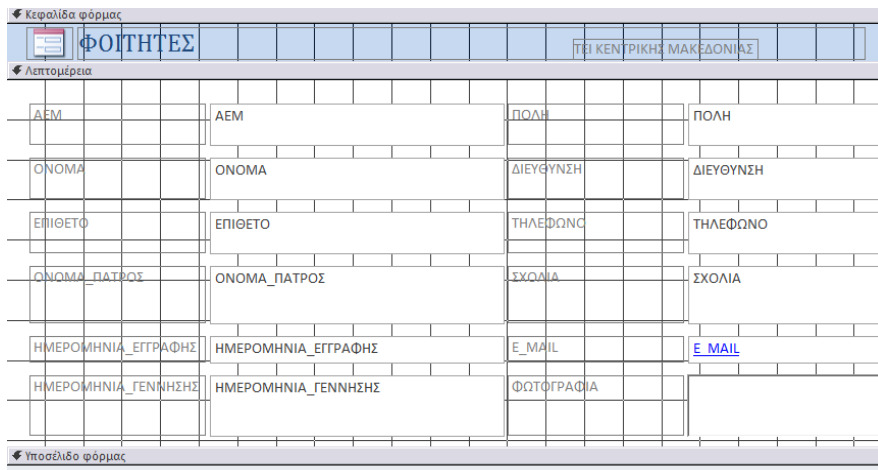 Κεφαλίδα φόρμας
ΦΟΙΤΗΤΕΣ
ΤΕΙ ΚΕΝΤΡΙΚΗΣ ΜΑΚΕΔΟΝΙΑΣ
Λεπτομέρεια
ΑΕΜ ΑΕΜ ΠΟΛΗ ΠΟΛΗ
ΟΝΟΜΑ ΟΝΟΜΑ ΔΙΕΥΘΥΝΣΗ ΔΙΕΥΘΥΝΣΗ
ΕΠΙΘΕΤΟ ΕΠΙΘΕΤΟ ΤΗΛΕΦΩΝΟ ΤΗΛΕΦΩΝΟ
ΟΝΟΜΑ_ΠΑΤΡΟΣ ΟΝΟΜΑ_ΠΑΤΡΟΣ ΣΧΟΛΙΑ ΣΧΟΛΙΑ
ΗΜΕΡΟΜΗΝΙΑ_ΕΓΓΡΑΦΗΣ ΗΜΕΡΟΜΗΝΙΑ_ΕΓΓΡΑΦΗΣ E_MAIL E_MAIL
ΗΜΕΡΟΜΗΝΙΑ_ΓΕΝΝΗΣΗΣ ΗΜΕΡΟΜΗΝΙΑ_ΓΕΝΝΗΣΗΣ ΦΩΤΟΓΡΑΦΙΑ
Υποσέλιδο φόρμας